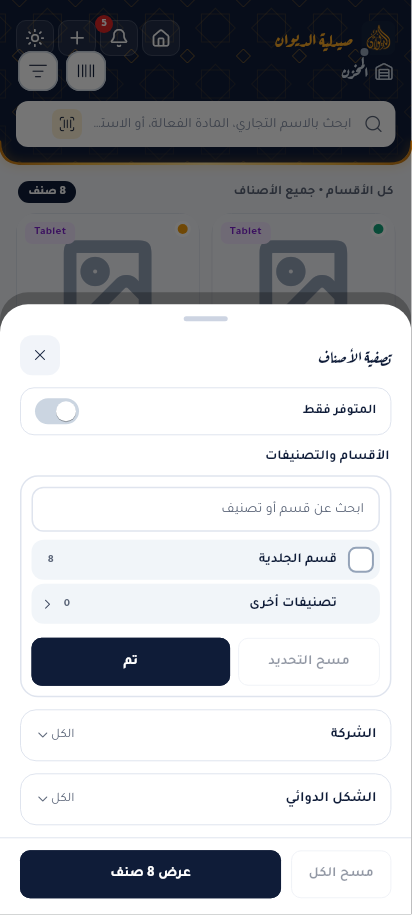 صيدلية الديوان
5
المخزن
ابحث بالاسم التجاري، المادة الفعالة، أو الاستـ...
كل الأقسام • جميع الأصناف
8 صنف
Tablet
Tablet
تصفية الأصناف
المتوفر فقط
الأقسام والتصنيفات
ابحث عن قسم أو تصنيف
قسم الجلدية
8
تصنيفات أخرى
0
مسح التحديد
تم
الشركة
الكل
الشكل الدوائي
الكل
مسح الكل
عرض 8 صنف